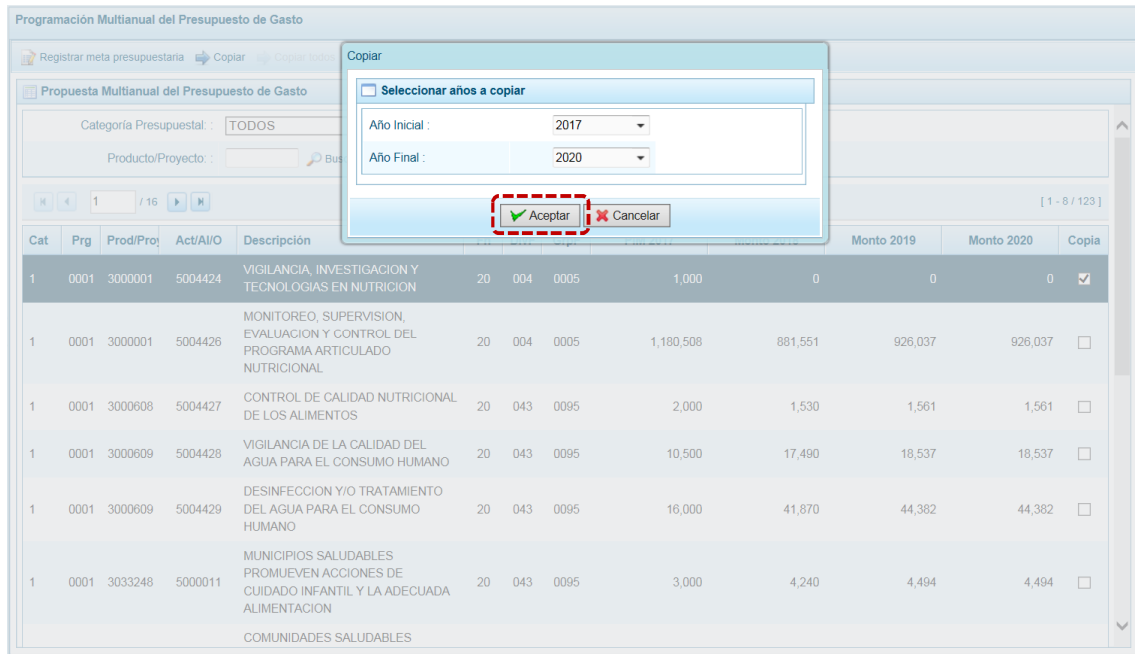 Programación Multianual del Presupuesto de Gasto
Registrar meta presupuestaria Copiar Copiar todos
Copiar
Seleccionar años a copiar
Año Inicial : 2017
Año Final : 2020
Aceptar Cancelar
Propuesta Multianual del Presupuesto de Gasto
Categoría Presupuestal: : TODOS
Producto/Proyecto: : Bus
1 / 16 [ 1 - 8 / 123 ]
Cat Prg Prod/Proy Act/AI/O Descripción Monto 2019 Monto 2020 Copia
1 0001 3000001 5004424 VIGILANCIA, INVESTIGACION Y TECNOLOGIAS EN NUTRICION 20 004 0005 1,000 0 0 0
1 0001 3000001 5004426 MONITOREO, SUPERVISION, EVALUACION Y CONTROL DEL PROGRAMA ARTICULADO NUTRICIONAL 20 004 0005 1,180,508 881,551 926,037 926,037
1 0001 3000608 5004427 CONTROL DE CALIDAD NUTRICIONAL DE LOS ALIMENTOS 20 043 0095 2,000 1,530 1,561 1,561
1 0001 3000609 5004428 VIGILANCIA DE LA CALIDAD DEL AGUA PARA EL CONSUMO HUMANO 20 043 0095 10,500 17,490 18,537 18,537
1 0001 3000609 5004429 DESINFECCION Y/O TRATAMIENTO DEL AGUA PARA EL CONSUMO HUMANO 20 043 0095 16,000 41,870 44,382 44,382
1 0001 3033248 5000011 MUNICIPIOS SALUDABLES PROMUEVEN ACCIONES DE CUIDADO INFANTIL Y LA ADECUADA ALIMENTACION 20 043 0095 3,000 4,240 4,494 4,494
COMUNIDADES SALUDABLES